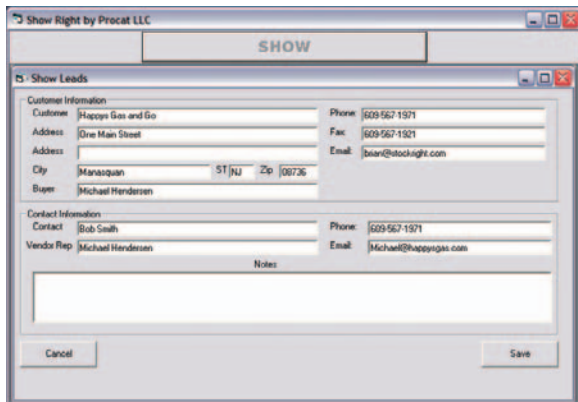 Show Right by Procat LLC
SHOW
Show Leads
Customer Information
Customer Happys Gas and Go Phone: 609-567-1971
Address One Main Street Fax: 609-567-1921
Address Email: brian@stockright.com
City Manasquan ST NJ Zip 08736
Buyer Michael Hendersen
Contact Information
Contact Bob Smith Phone: 609-567-1971
Vendor Rep Michael Hendersen Email: Michael@happysgas.com
Notes
Cancel Save